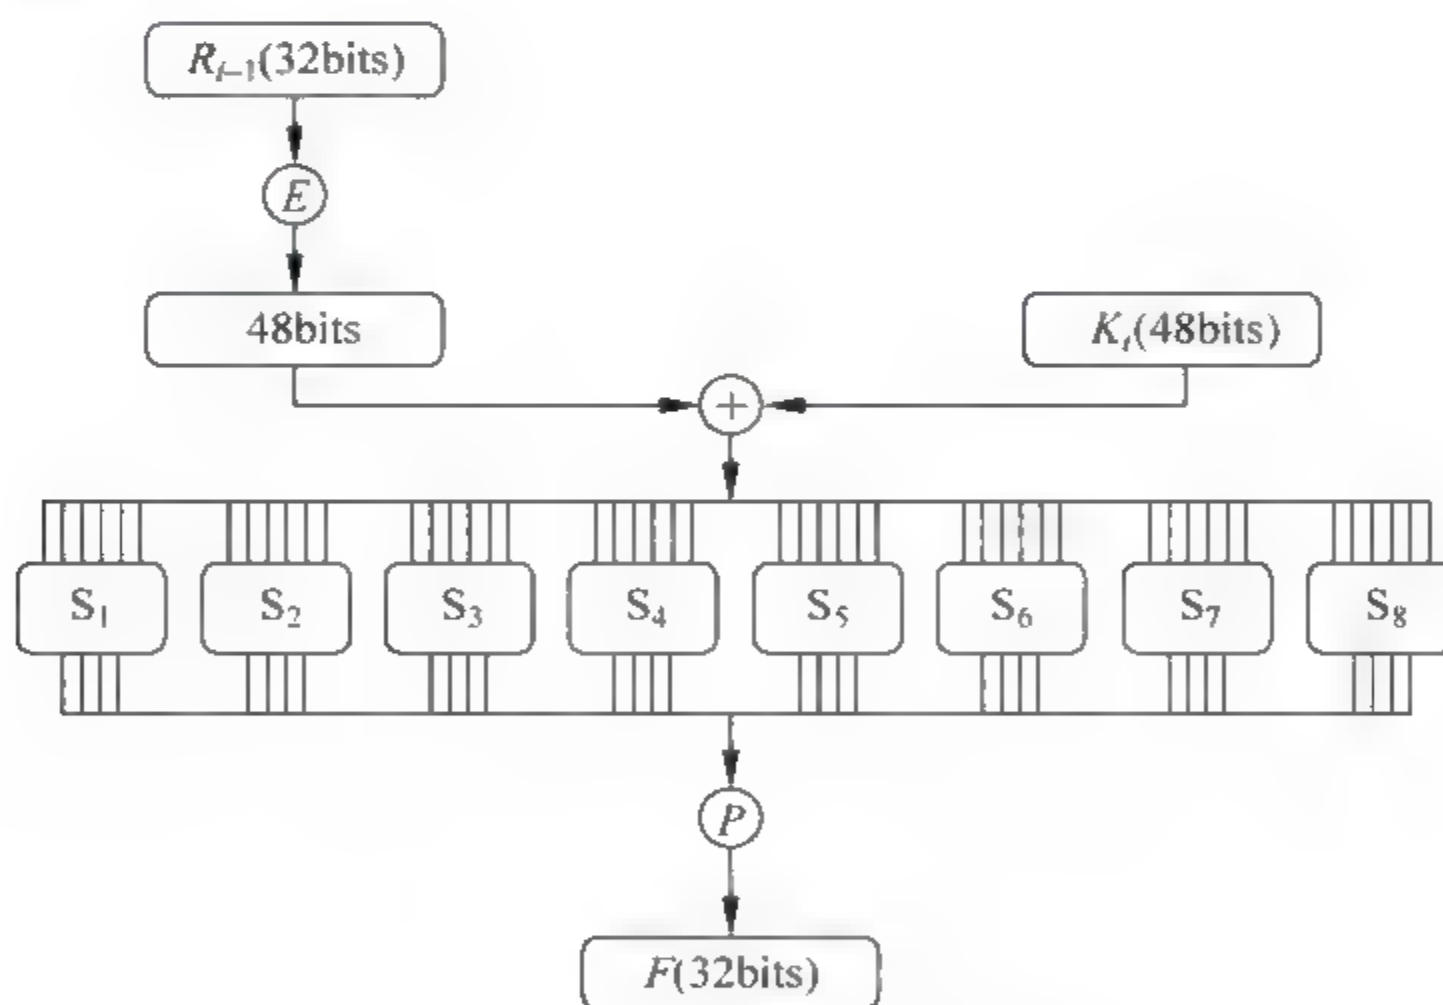 R_{i-1}(32bits)
E
48bits
K_i(48bits)
+
S_1 S_2 S_3 S_4 S_5 S_6 S_7 S_8
P
F(32bits)